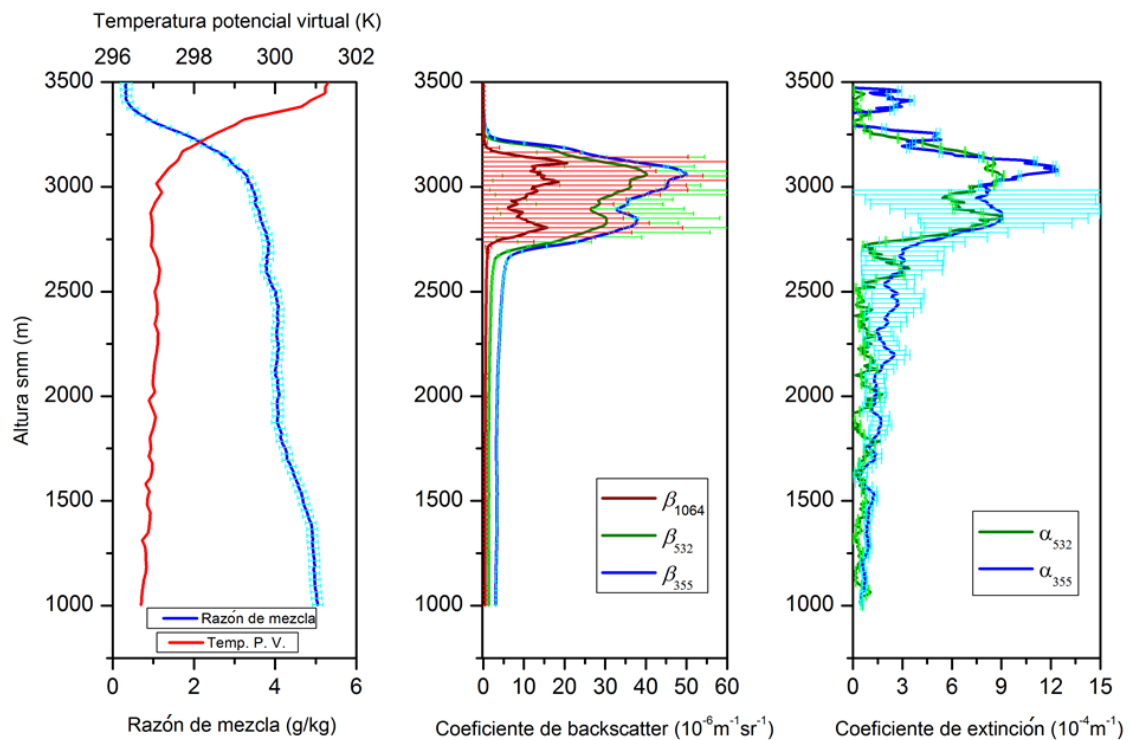 Temperatura potencial virtual (K)
296 298 300 302
3500 3500 3500
3000 3000 3000
2500 2500 2500
2000 2000 2000
1500 1500 1500
1000 1000 1000
Altura snm (m)
Razón de mezcla
Temp. P. V.
β1064
β532
β355
α532
α355
0 2 4 6 0 10 20 30 40 50 60 0 3 6 9 12 15
Razón de mezcla (g/kg) Coeficiente de backscatter (10⁻⁶m⁻¹sr⁻¹) Coeficiente de extinción (10⁻⁴m⁻¹)